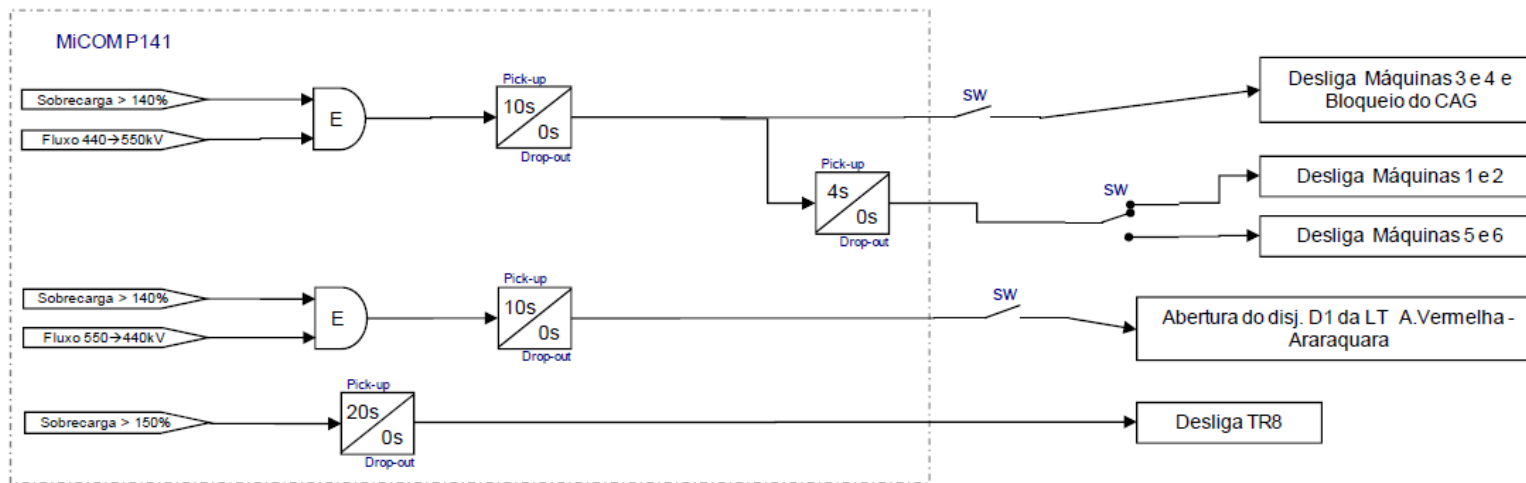 MiCOM P141
Sobrecarga > 140%
Fluxo 440→550kV
E
Pick-up
10s
0s
Drop-out
SW
Desliga Máquinas 3 e 4 e
Bloqueio do CAG
Pick-up
4s
0s
Drop-out
SW
Desliga Máquinas 1 e 2
Desliga Máquinas 5 e 6
Sobrecarga > 140%
Fluxo 550→440kV
E
Pick-up
10s
0s
Drop-out
SW
Abertura do disj. D1 da LT A.Vermelha -
Araraquara
Sobrecarga > 150%
Pick-up
20s
0s
Drop-out
Desliga TR8